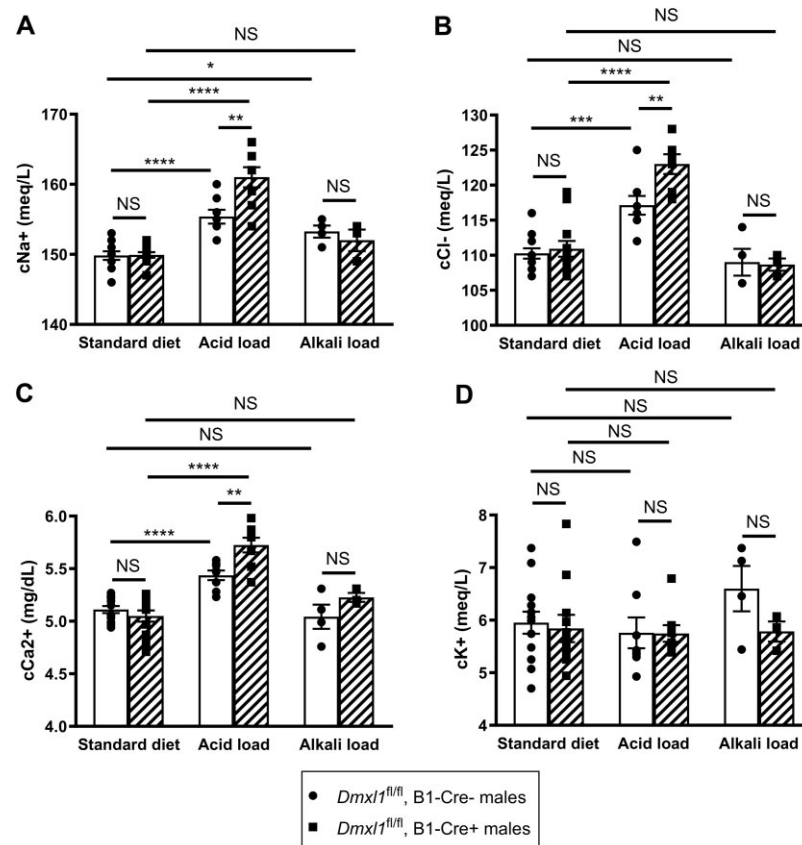 A
NS
*
****
**
****
NS
NS
170
160
150
140
cNa+ (meq/L)
Standard diet Acid load Alkali load
B
NS
NS
****
**
***
NS
NS
130
125
120
115
110
105
100
cCl- (meq/L)
Standard diet Acid load Alkali load
C
NS
NS
****
**
****
NS
NS
6.0
5.5
5.0
4.5
4.0
cCa2+ (mg/dL)
Standard diet Acid load Alkali load
D
NS
NS
NS
NS
NS
NS
NS
8
7
6
5
4
cK+ (meq/L)
Standard diet Acid load Alkali load
Dmxl1fl/fl, B1-Cre- males
Dmxl1fl/fl, B1-Cre+ males